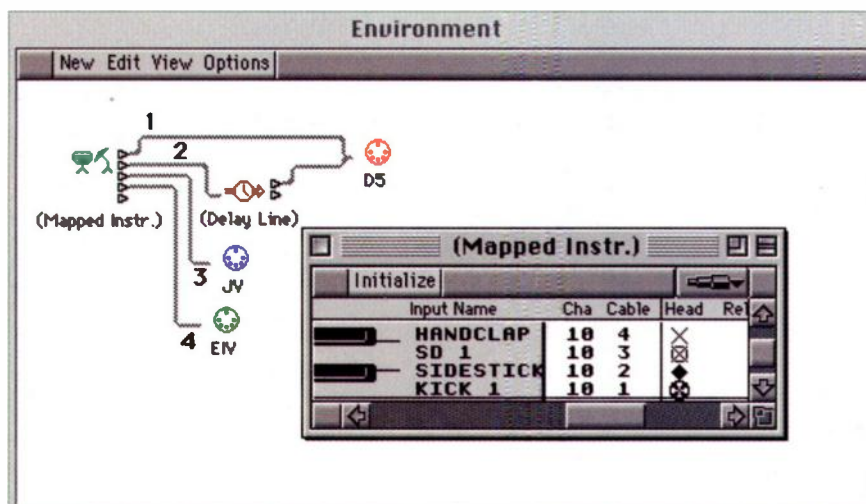 Environment
New Edit View Options
1
2
D5
(Mapped Instr.)
(Delay Line)
3
JV
4
EIV
(Mapped Instr.)
Initialize
Input Name Cha Cable Head Rel
HANDCLAP 10 4
SD 1 10 3
SIDESTICK 10 2
KICK 1 10 1